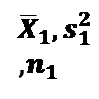 X̅₁, s₁²
,n₁